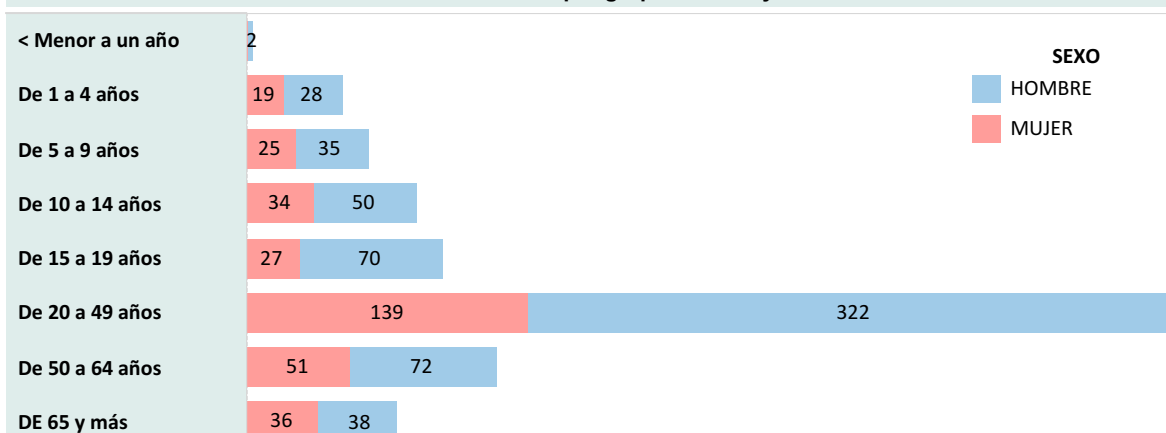 < Menor a un año 2
SEXO
De 1 a 4 años 19 28
HOMBRE
MUJER
De 5 a 9 años 25 35
De 10 a 14 años 34 50
De 15 a 19 años 27 70
De 20 a 49 años 139 322
De 50 a 64 años 51 72
DE 65 y más 36 38